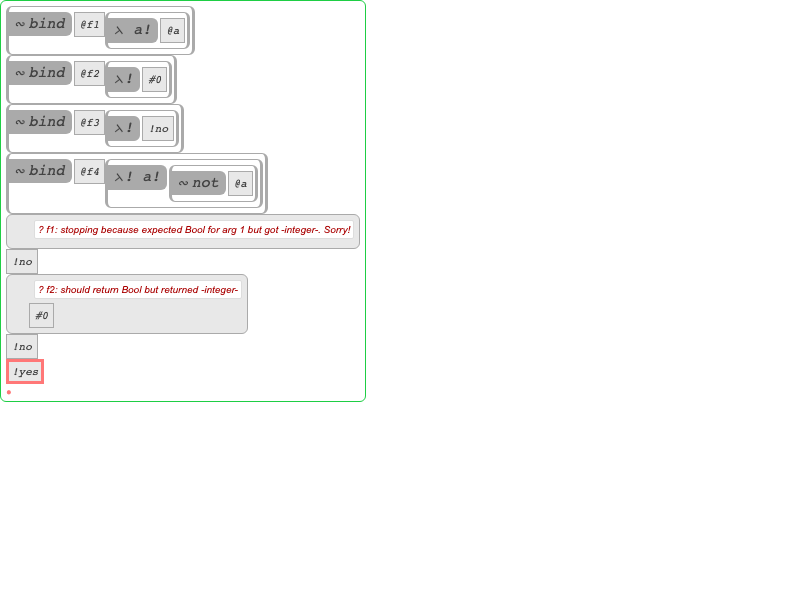 ~ bind @f1 λ a! @a
~ bind @f2 λ! #0
~ bind @f3 λ! !no
~ bind @f4 λ! a! ~ not @a
? f1: stopping because expected Bool for arg 1 but got -integer-. Sorry!
!no
? f2: should return Bool but returned -integer-
#0
!no
!yes